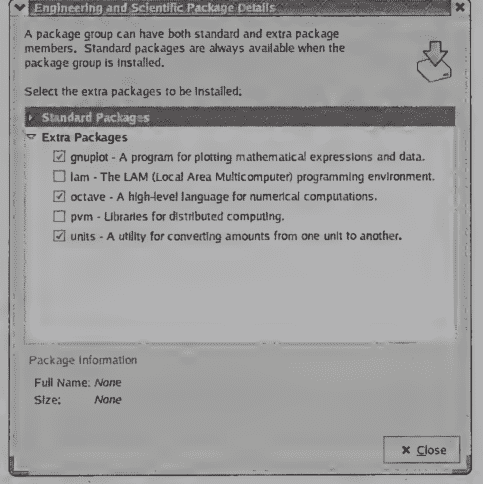 Engineering and Scientific Package Details
A package group can have both standard and extra package
members. Standard packages are always available when the
package group is installed.
Select the extra packages to be installed:
Standard Packages
Extra Packages
gnuplot - A program for plotting mathematical expressions and data.
lam - The LAM (Local Area Multicomputer) programming environment.
octave - A high-level language for numerical computations.
pvm - Libraries for distributed computing.
units - A utility for converting amounts from one unit to another.
Package Information
Full Name: None
Size: None
Close